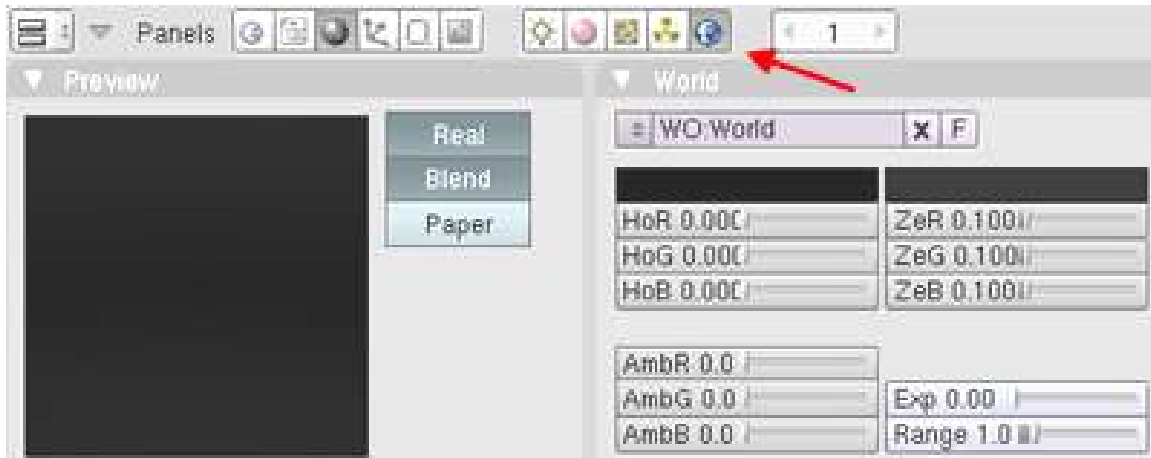 Panels 1
Preview
World
Real
Blend
Paper
WO:World X F
HoR 0.000
HoG 0.000
HoB 0.000
ZeR 0.100
ZeG 0.100
ZeB 0.100
AmbR 0.0
AmbG 0.0
AmbB 0.0
Exp 0.00
Range 1.0